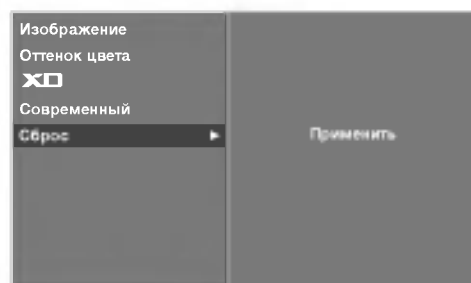 Изображение
Оттенок цвета
XD
Современный
Сброс ► Применить